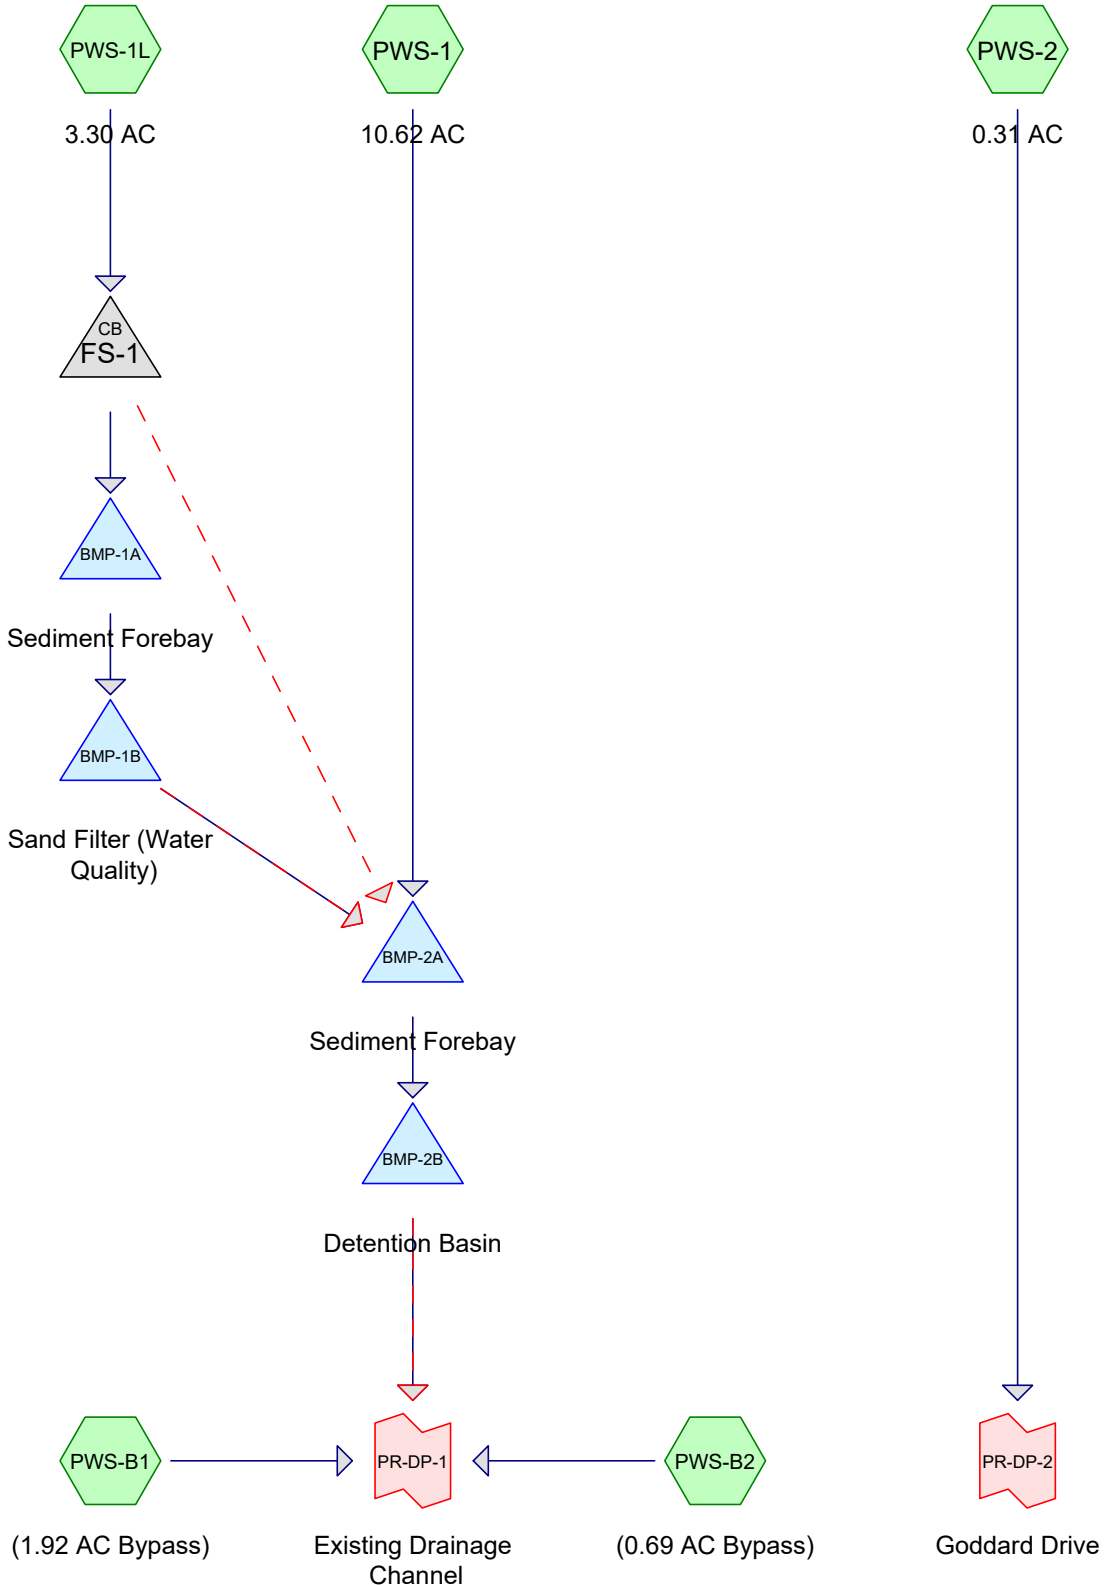 PWS-1L
PWS-1
PWS-2
3.30 AC
10.62 AC
0.31 AC
CB
FS-1
BMP-1A
Sediment Forebay
BMP-1B
Sand Filter (Water
Quality)
BMP-2A
Sediment Forebay
BMP-2B
Detention Basin
PWS-B1
PR-DP-1
PWS-B2
PR-DP-2
(1.92 AC Bypass)
Existing Drainage
Channel
(0.69 AC Bypass)
Goddard Drive